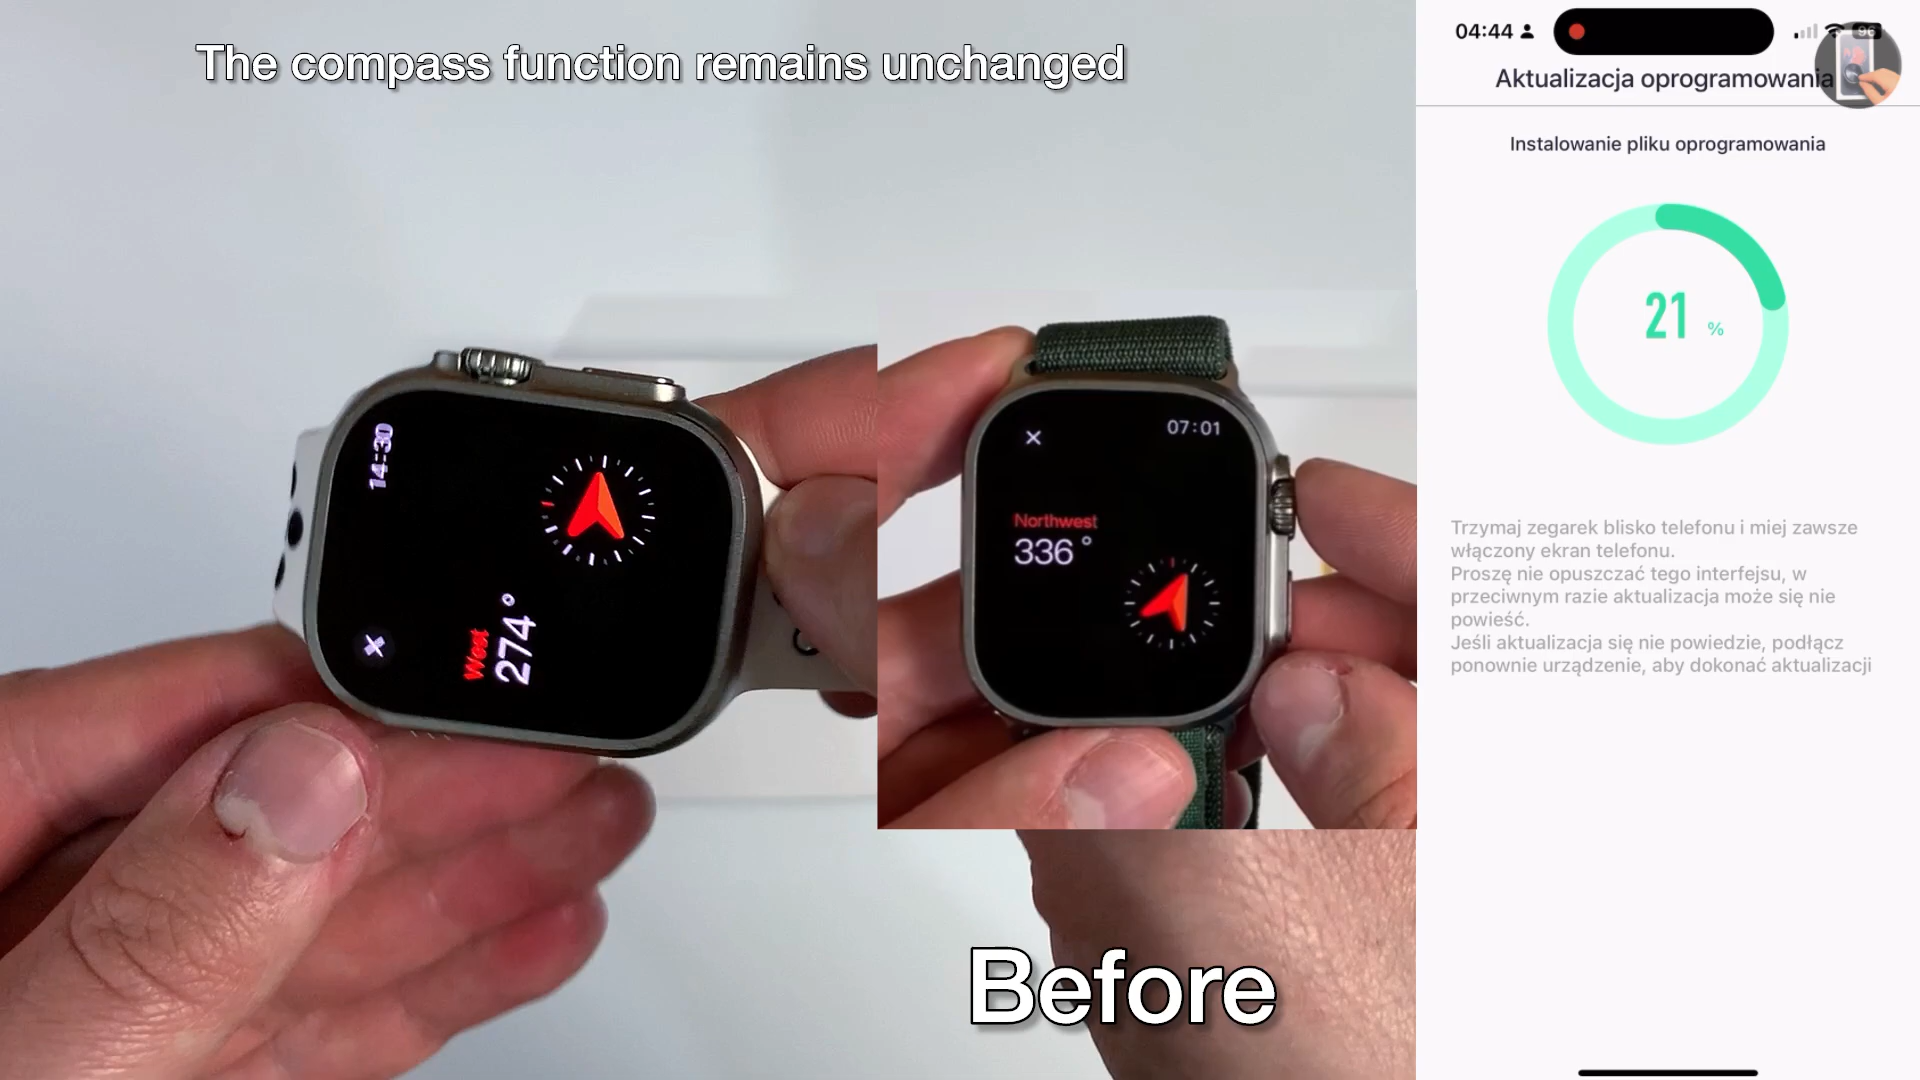 The compass function remains unchanged
14:30
West
274°
07:01
Northwest
336°
Before
04:44
96
Aktualizacja oprogramowania
Instalowanie pliku oprogramowania
21 %
Trzymaj zegarek blisko telefonu i miej zawsze
włączony ekran telefonu.
Proszę nie opuszczać tego interfejsu, w
przeciwnym razie aktualizacja może się nie
powieść.
Jeśli aktualizacja się nie powiedzie, podłącz
ponownie urządzenie, aby dokonać aktualizacji